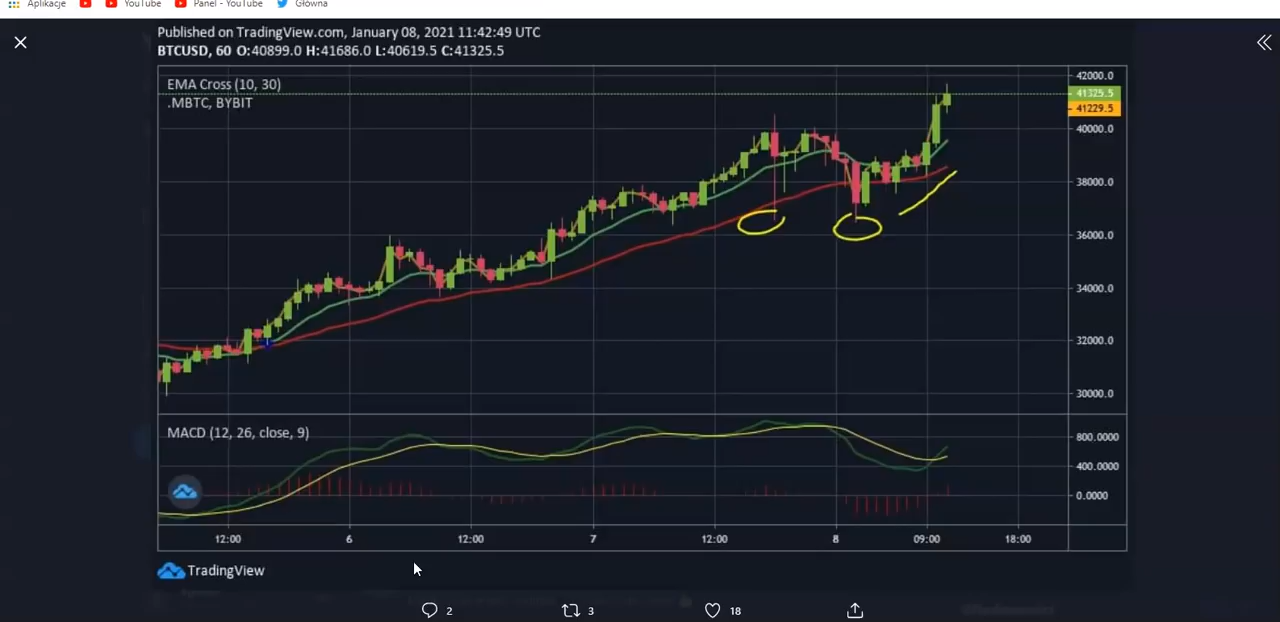 Aplikacje YouTube Panel - YouTube Główna
Published on TradingView.com, January 08, 2021 11:42:49 UTC
BTCUSD, 60 O:40899.0 H:41686.0 L:40619.5 C:41325.5
EMA Cross (10, 30)
.MBTC, BYBIT
42000.0
41325.5
41229.5
40000.0
38000.0
36000.0
34000.0
32000.0
30000.0
MACD (12, 26, close, 9)
800.0000
400.0000
0.0000
12:00 6 12:00 7 12:00 8 09:00 18:00
TradingView
2 3 18